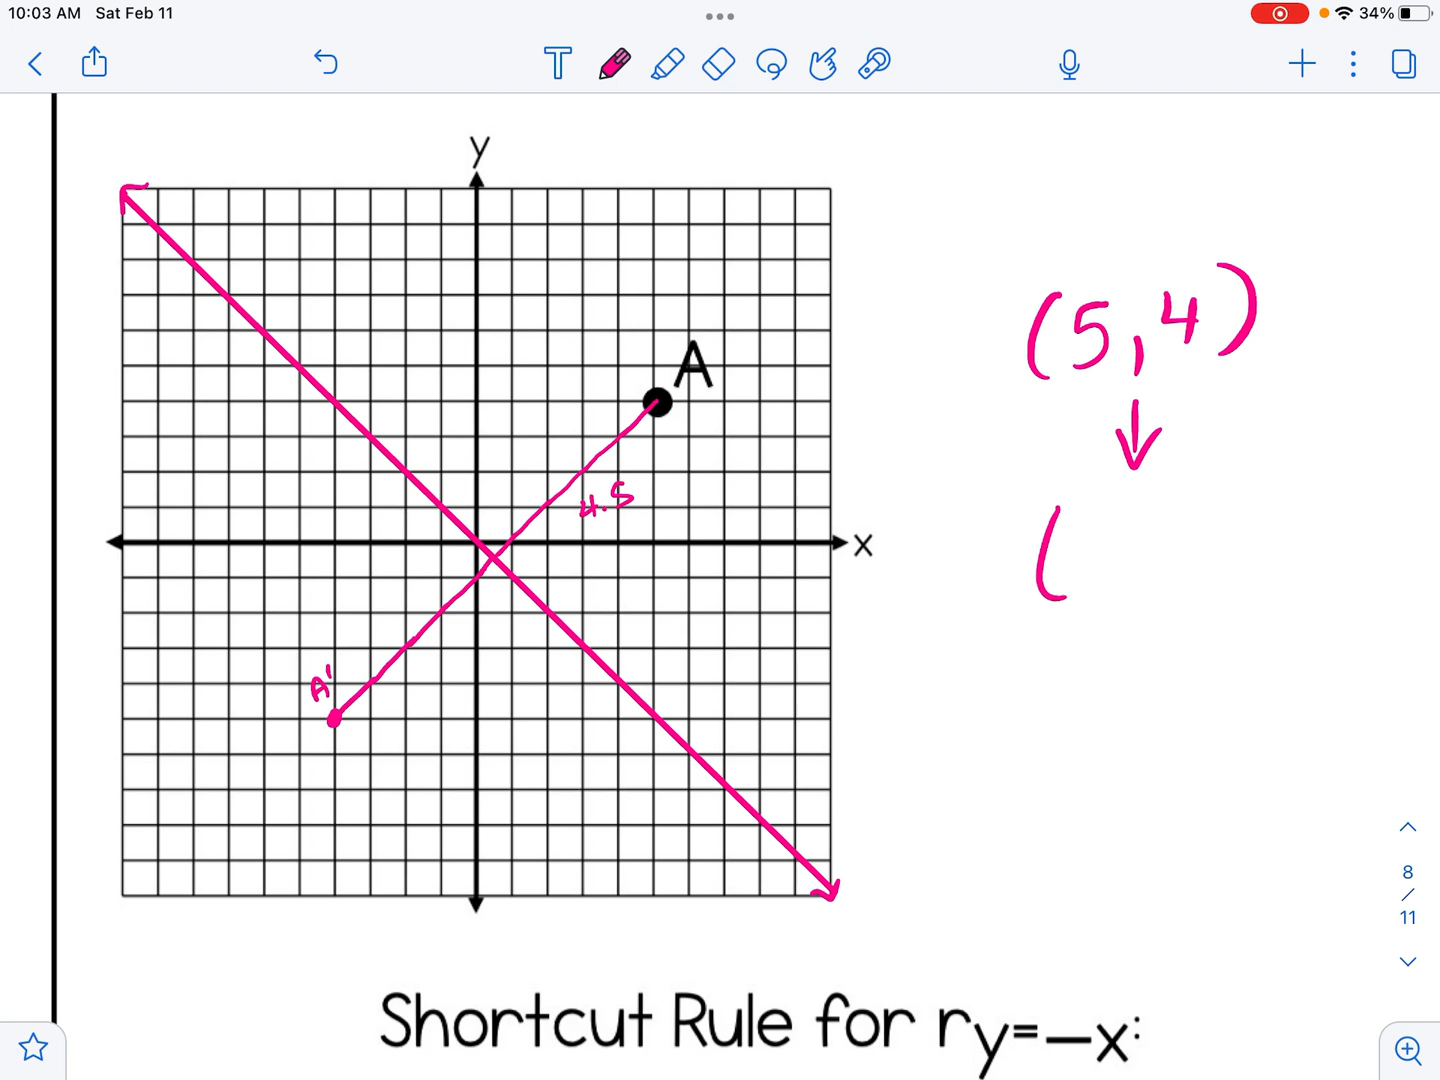 10:03 AM Sat Feb 11
34%
T
y
A
(5,4)
4.5
x
(
A'
8
/
11
Shortcut Rule for ry=-x: